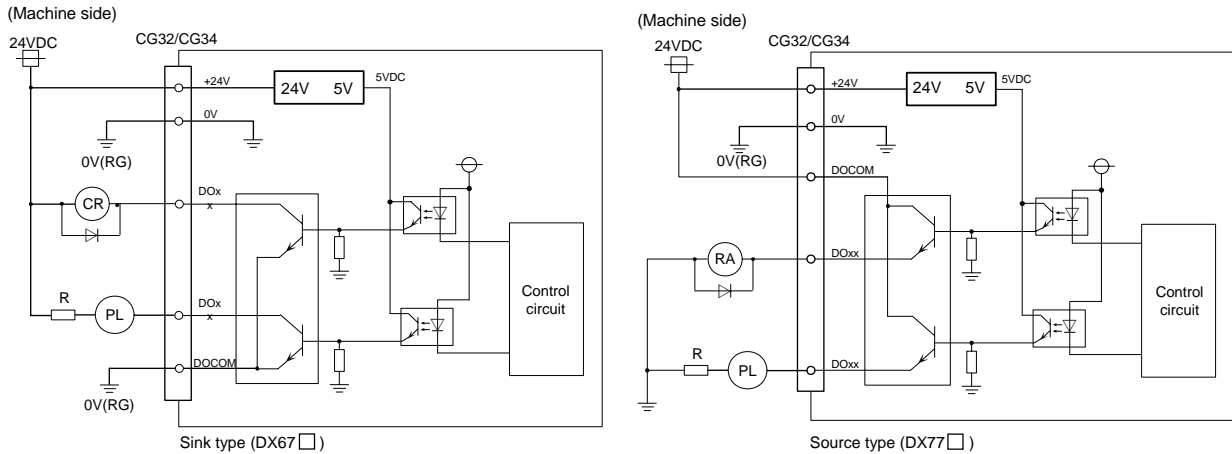 (Machine side)
24VDC
CG32/CG34
+24V
24V 5V
5VDC
0V
0V(RG)
CR
DOx
x
Control
circuit
R
PL
DOx
x
DOCOM
0V(RG)
Sink type (DX67□)
(Machine side)
24VDC
CG32/CG34
+24V
24V 5V
5VDC
0V
0V(RG)
DOCOM
RA
DOxx
Control
circuit
R
PL
DOxx
Source type (DX77□)